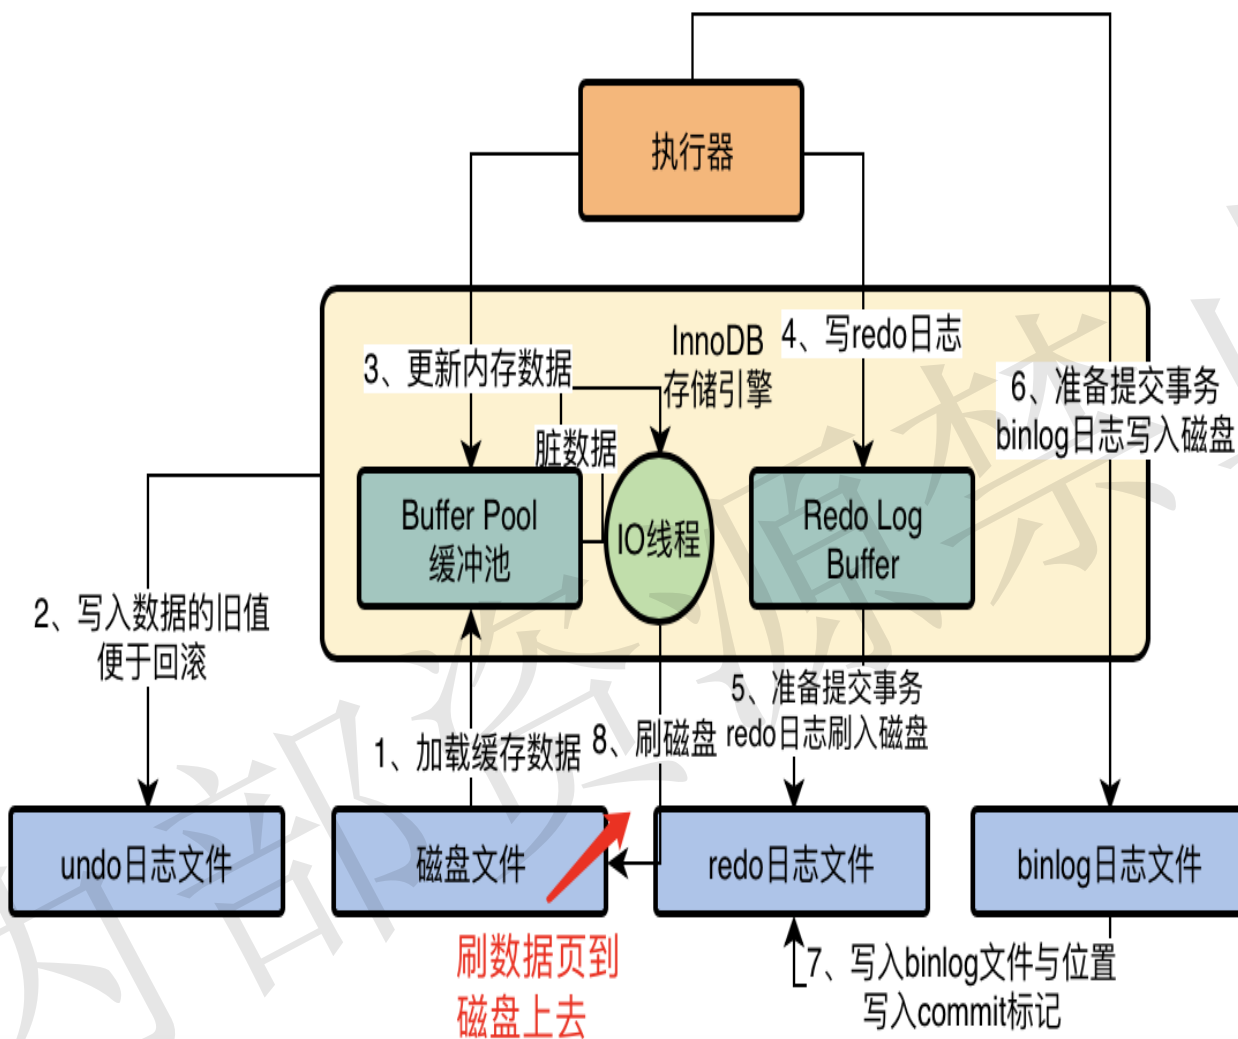 执行器
InnoDB
存储引擎
4、写redo日志
3、更新内存数据
6、准备提交事务
binlog日志写入磁盘
脏数据
Buffer Pool
缓冲池
IO线程
Redo Log
Buffer
2、写入数据的旧值
便于回滚
5、准备提交事务
redo日志刷入磁盘
1、加载缓存数据
8、刷磁盘
undo日志文件
磁盘文件
redo日志文件
binlog日志文件
刷数据页到
磁盘上去
7、写入binlog文件与位置
写入commit标记
内部资源禁